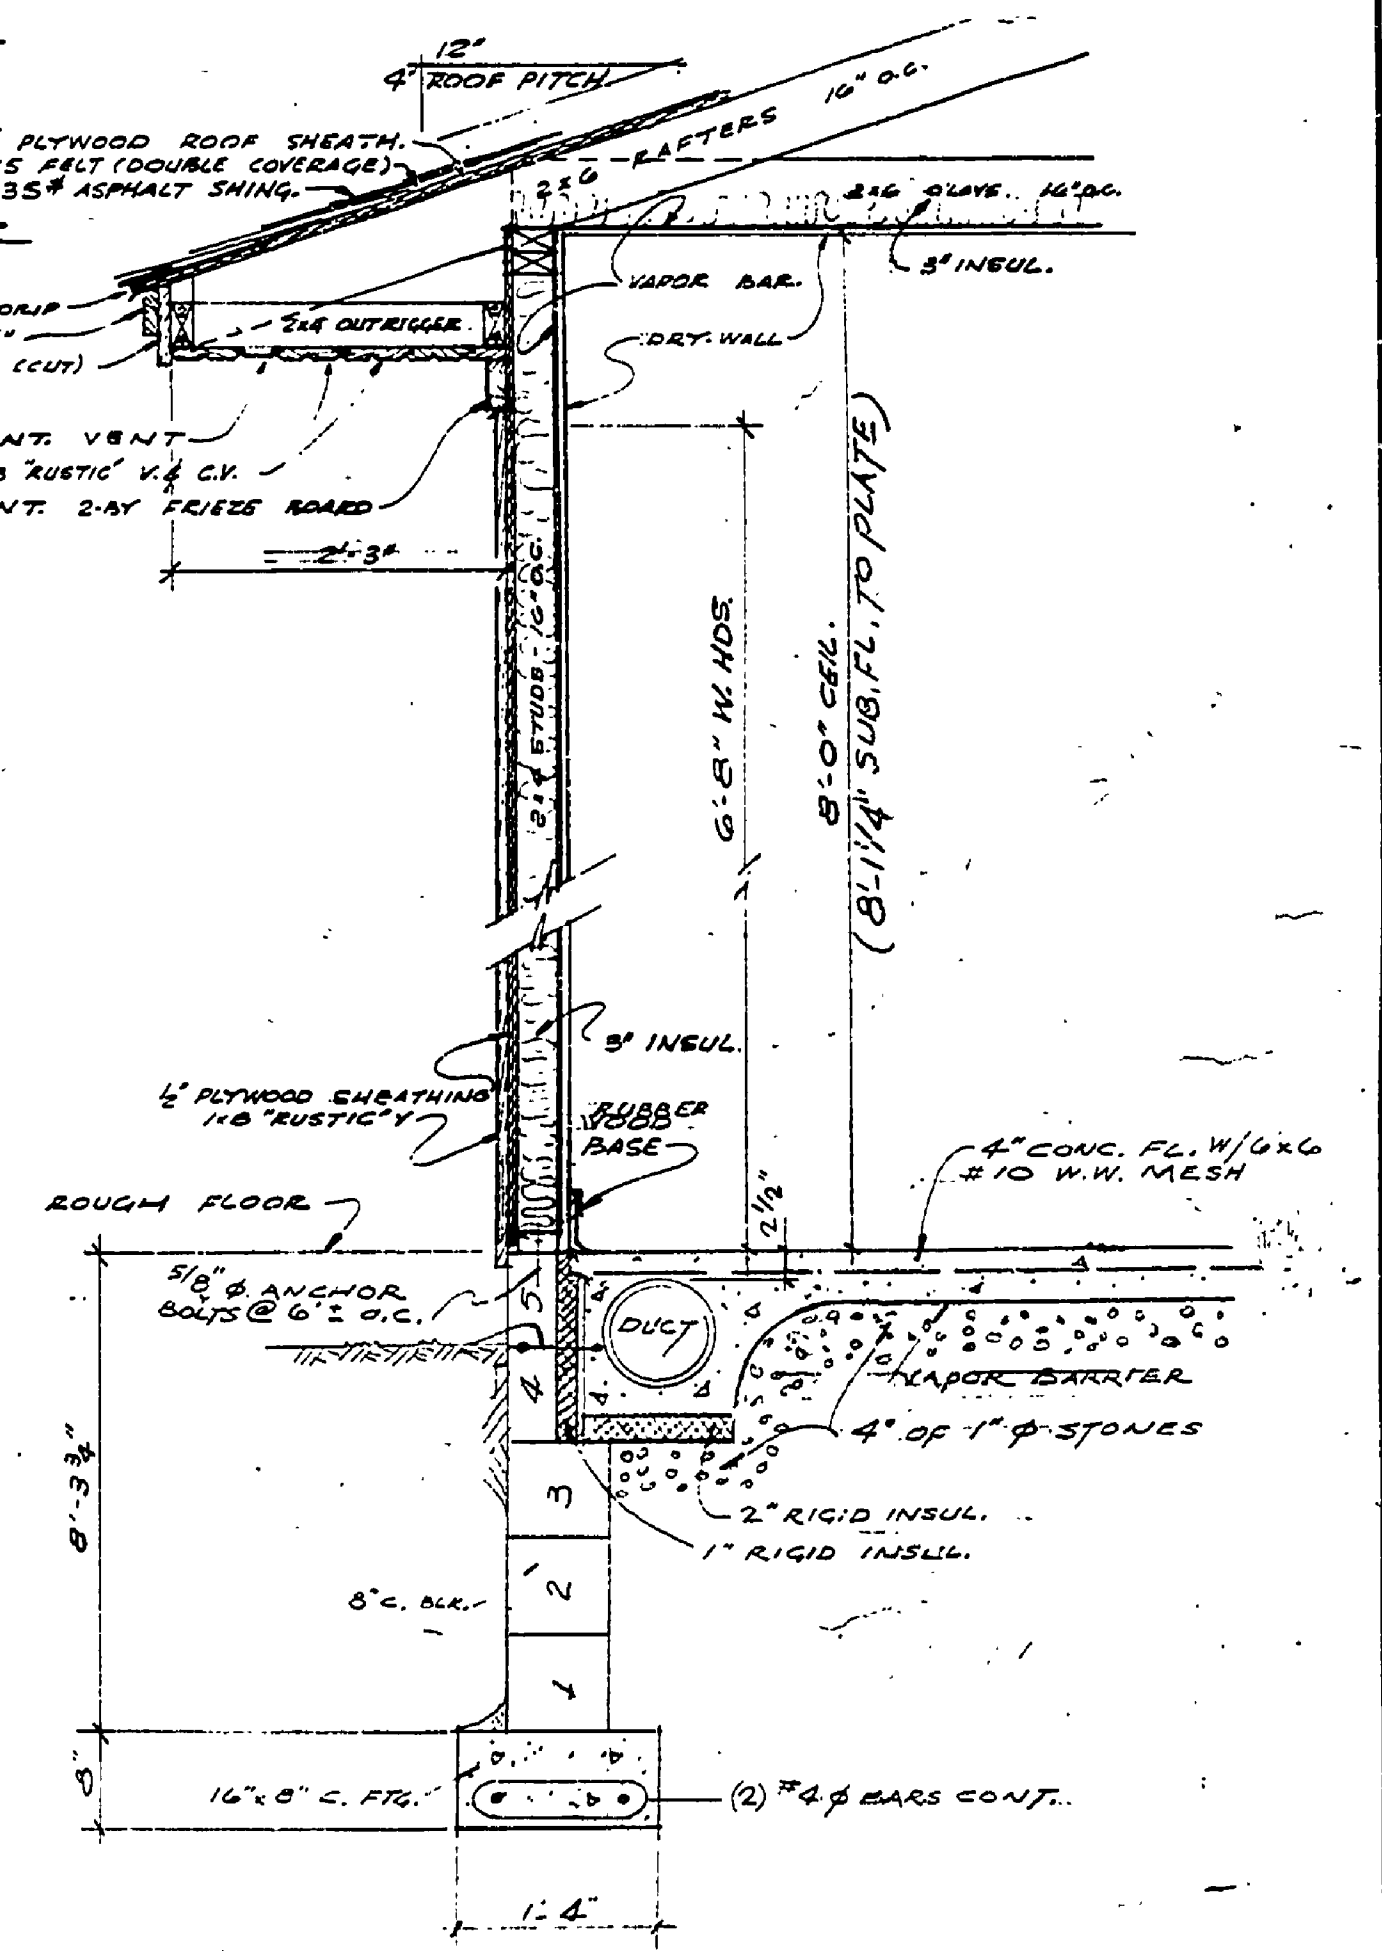 12"
4" ROOF PITCH
PLYWOOD ROOF SHEATH.
5 FELT (DOUBLE COVERAGE)
35# ASPHALT SHING.
RAFTERS 16" O.C.
2x6
2x6 16" O.C.
3" INSUL.
VAPOR BAR.
DRIP
2x4 OUTRIGGER
DRY-WALL
(CUT)
NT. VENT
"RUSTIC" V. & C.V.
NT. 2-BY FRIEZE BOARD
2'-3"
2x4 STUDS - 16" O.C.
6'-8" W. HDS.
8'-0" CEIL.
(8'-1 1/4" SUB. FL. TO PLATE)
3" INSUL.
1/2" PLYWOOD SHEATHING
1x8 "RUSTIC" V
RUBBER
WOOD
BASE
4" CONC. FL. W/6x6
#10 W.W. MESH
ROUGH FLOOR
2 1/2"
5/8" Ø ANCHOR
BOLTS @ 6' ± O.C.
5
DUCT
VAPOR BARRIER
4
4" OF 1" Ø STONES
8'-3 3/4"
3
2" RIGID INSUL.
1" RIGID INSUL.
8" C. BLK.
2
1
8"
16" x 8" C. FTG.
(2) #4 Ø BARS CONT.
1'-4"